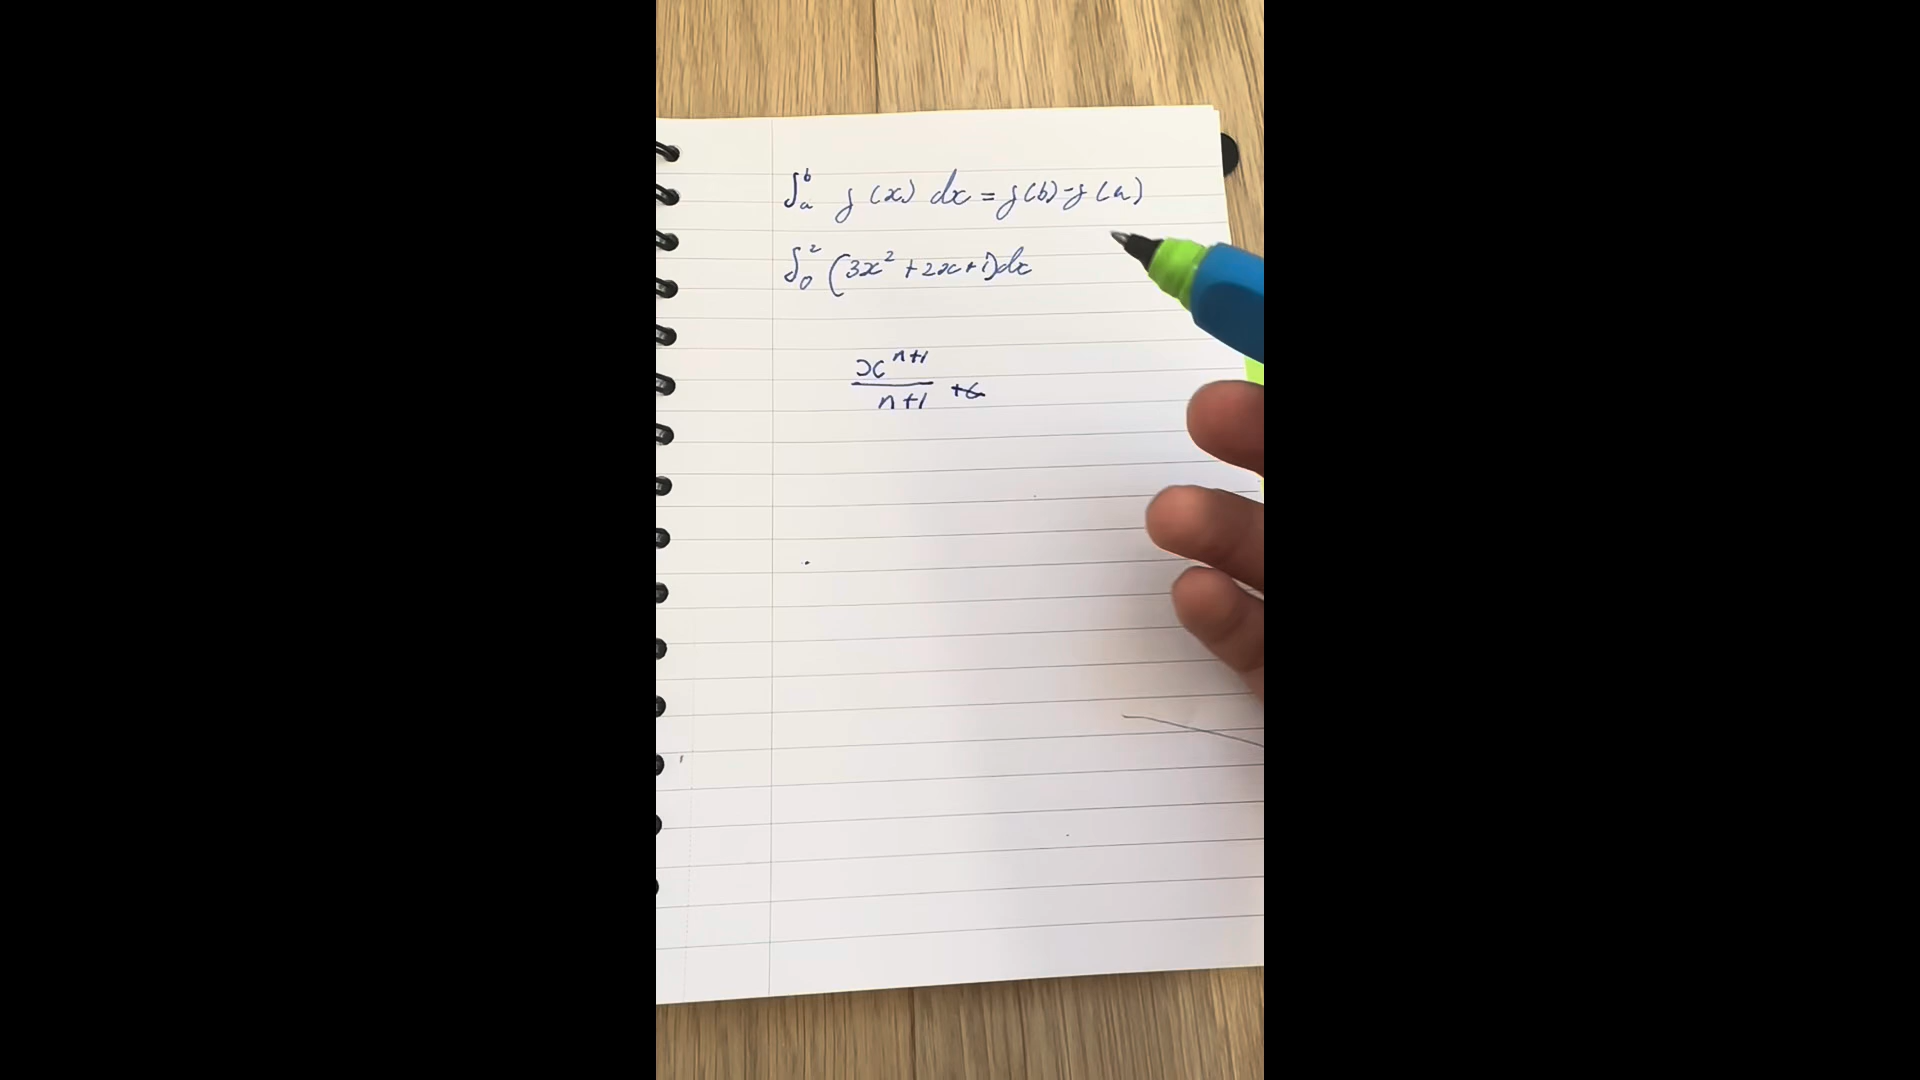 ∫ₐᵇ f(x) dx = f(b)-f(a)
∫₀² (3x² + 2x+1)dx
xⁿ⁺¹
n+1 +c